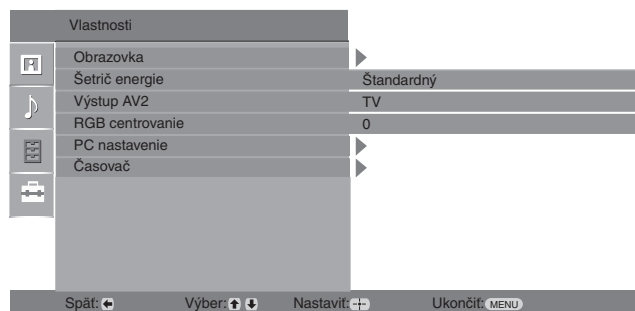 Vlastnosti
Obrazovka
Šetrič energie Štandardný
Výstup AV2 TV
RGB centrovanie 0
PC nastavenie
Časovač
Späť: Výber: Nastaviť: Ukončiť: MENU